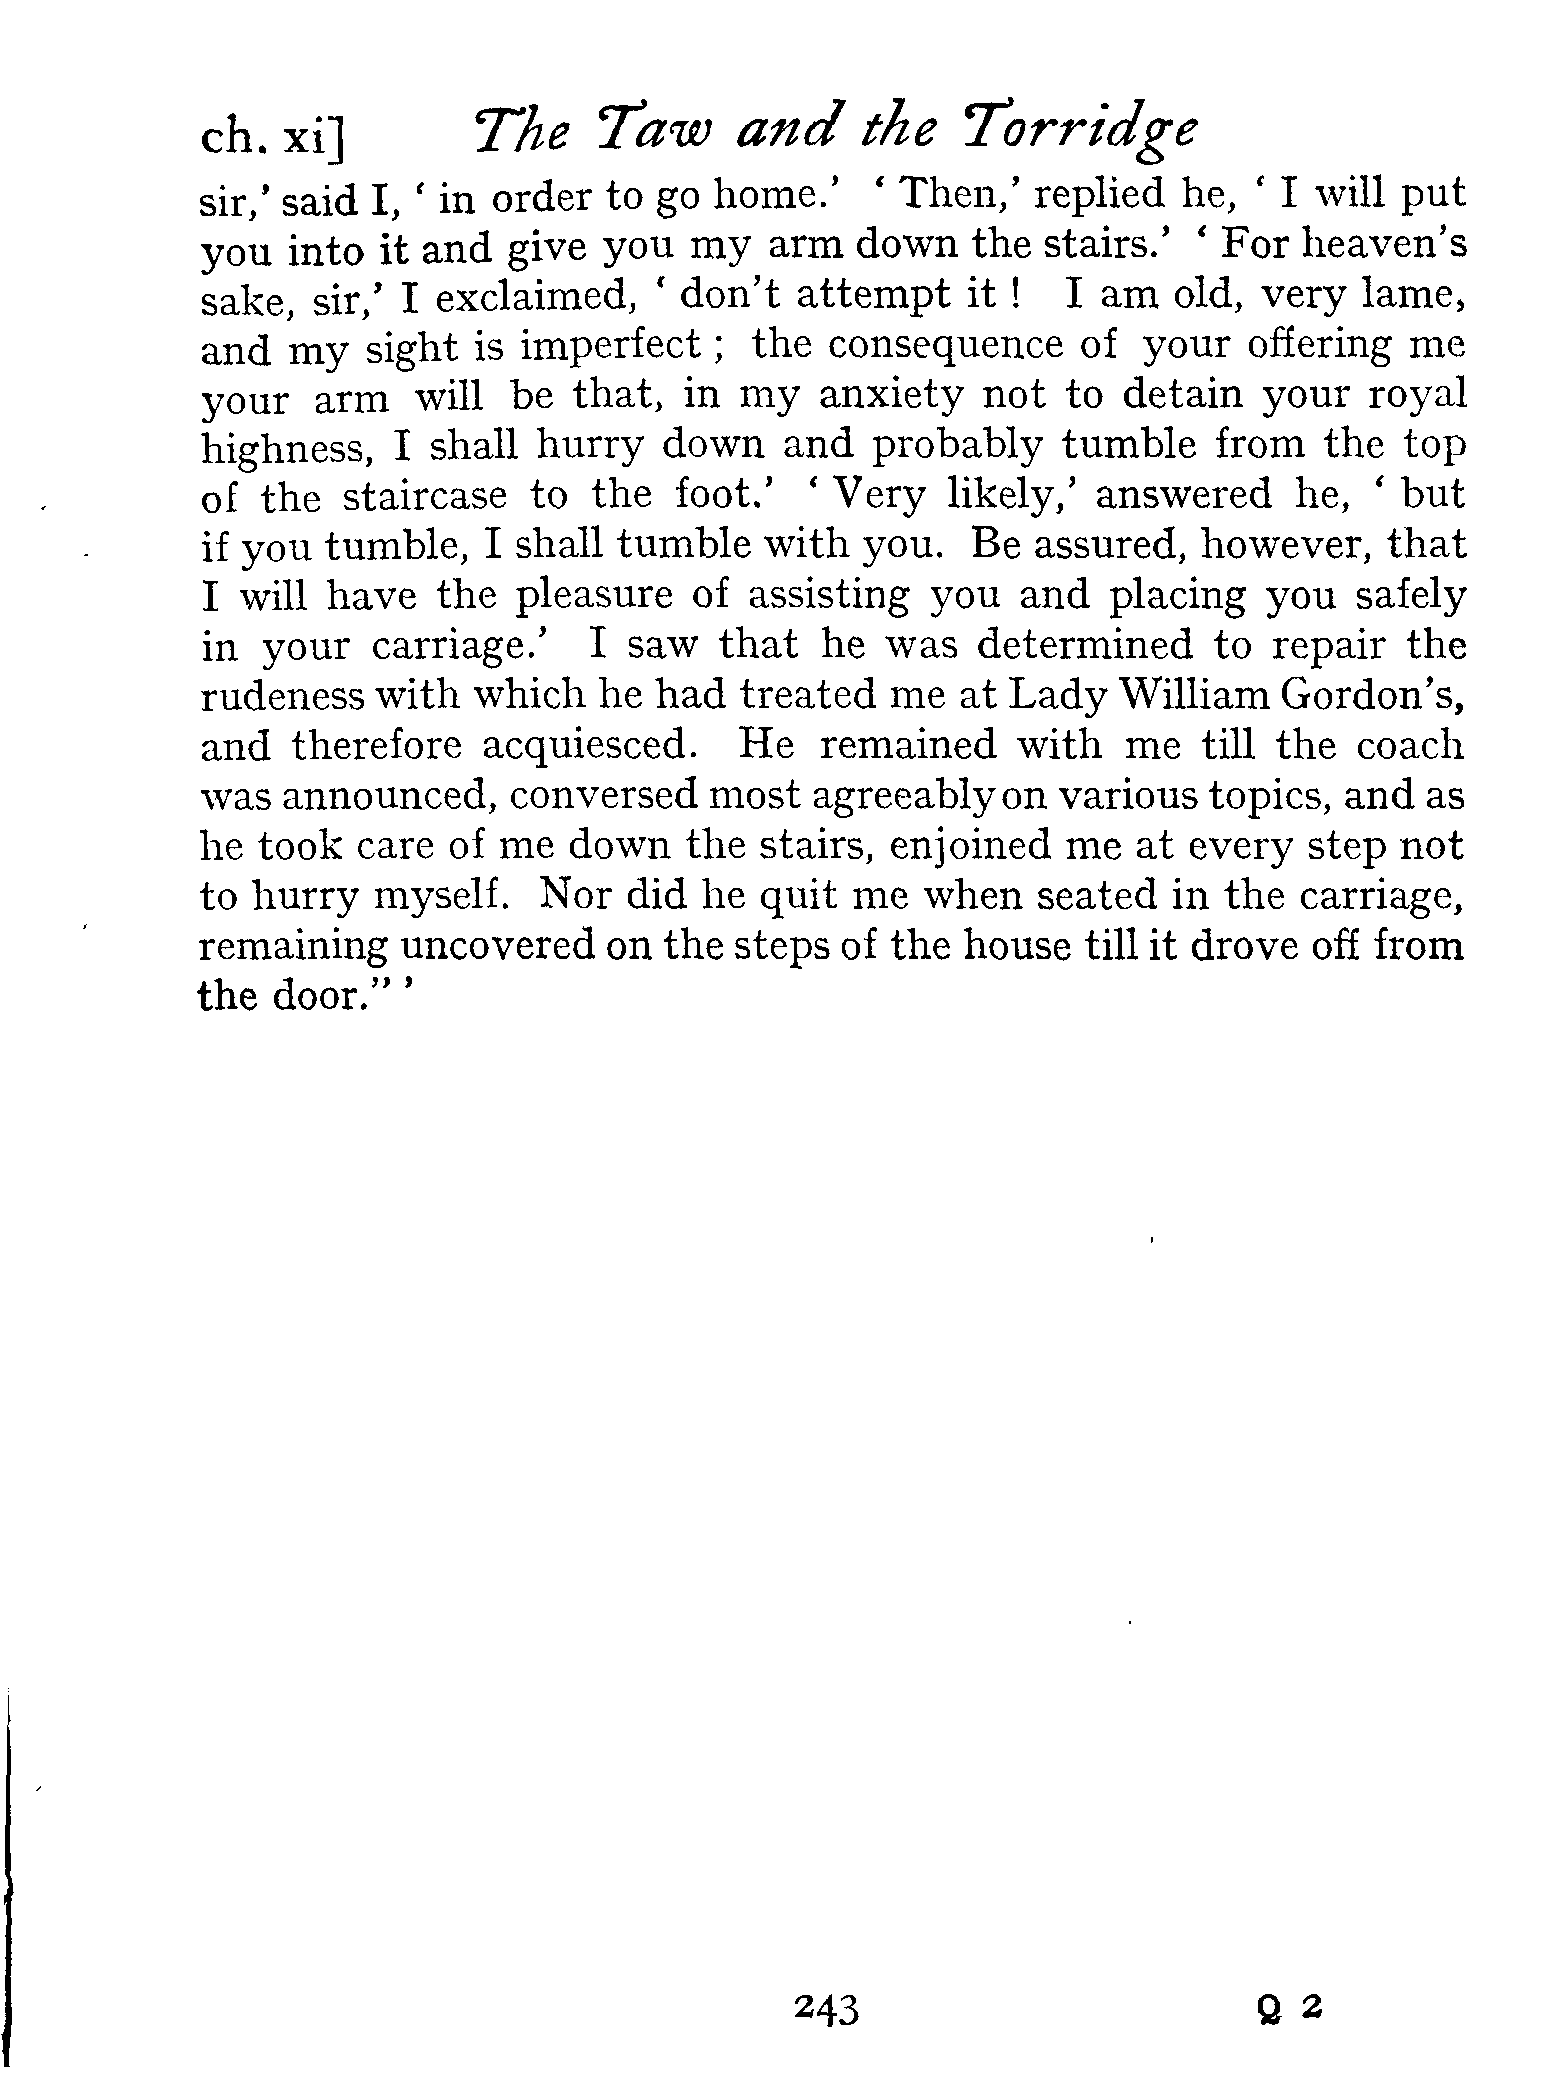 ch. xi] The Taw and the Torridge
sir,' said I, ' in order to go home.' ' Then,' replied he, ' I will put
you into it and give you my arm down the stairs.' ' For heaven's
sake, sir,' I exclaimed, ' don't attempt it ! I am old, very lame,
and my sight is imperfect ; the consequence of your offering me
your arm will be that, in my anxiety not to detain your royal
highness, I shall hurry down and probably tumble from the top
of the staircase to the foot.' ' Very likely,' answered he, ' but
if you tumble, I shall tumble with you. Be assured, however, that
I will have the pleasure of assisting you and placing you safely
in your carriage.' I saw that he was determined to repair the
rudeness with which he had treated me at Lady William Gordon's,
and therefore acquiesced. He remained with me till the coach
was announced, conversed most agreeably on various topics, and as
he took care of me down the stairs, enjoined me at every step not
to hurry myself. Nor did he quit me when seated in the carriage,
remaining uncovered on the steps of the house till it drove off from
the door." '
243 Q 2